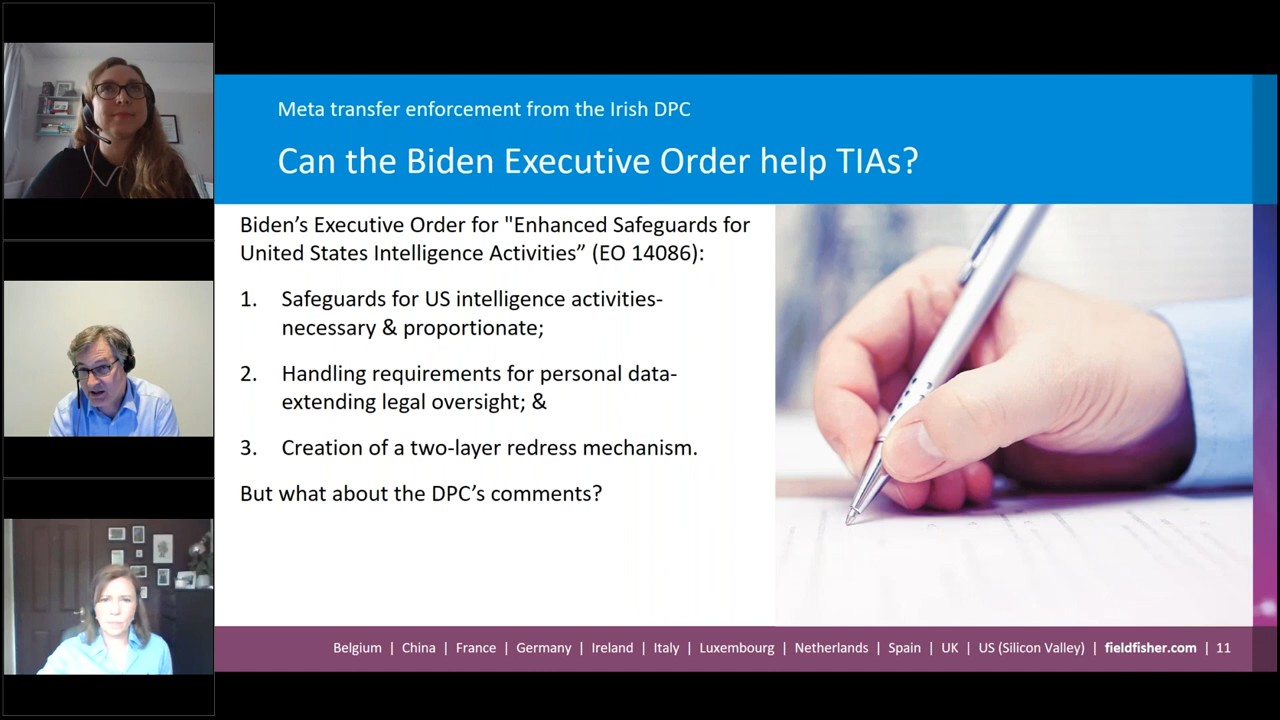 Meta transfer enforcement from the Irish DPC
Can the Biden Executive Order help TIAs?
Biden’s Executive Order for "Enhanced Safeguards for
United States Intelligence Activities” (EO 14086):
1. Safeguards for US intelligence activities-
necessary & proportionate;
2. Handling requirements for personal data-
extending legal oversight; &
3. Creation of a two-layer redress mechanism.
But what about the DPC’s comments?
Belgium | China | France | Germany | Ireland | Italy | Luxembourg | Netherlands | Spain | UK | US (Silicon Valley) | fieldfisher.com | 11